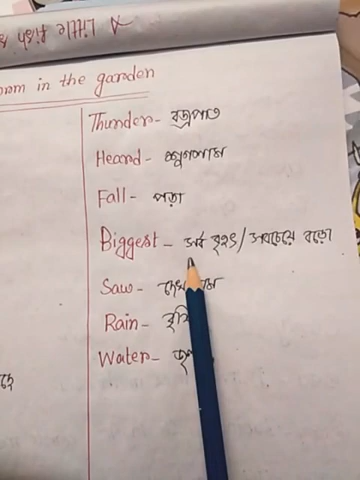 A Little fish
in the garden
Thunder - বজ্রপাত
Heard - শুনলাম
Fall - পড়া
Biggest - সর্ব বৃহৎ / সবচেয়ে বড়ো
Saw -
Rain -
Water -